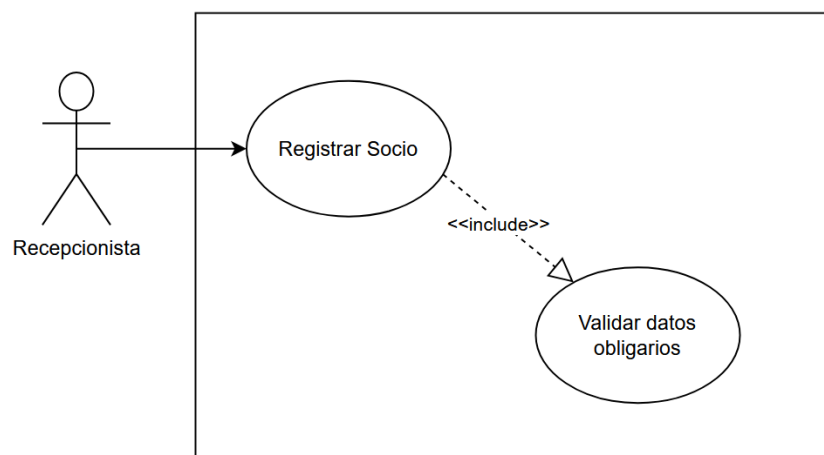 Registrar Socio
<<include>>
Recepcionista
Validar datos
obligarios